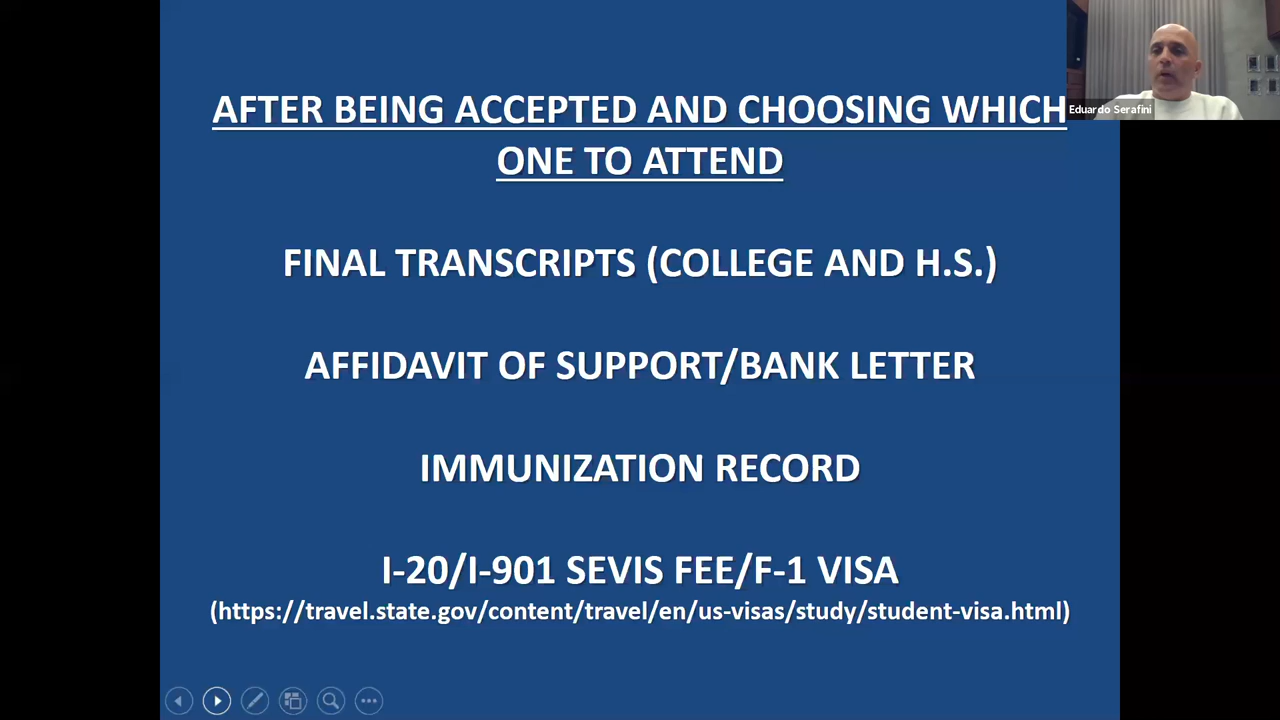 AFTER BEING ACCEPTED AND CHOOSING WHICH
ONE TO ATTEND
FINAL TRANSCRIPTS (COLLEGE AND H.S.)
AFFIDAVIT OF SUPPORT/BANK LETTER
IMMUNIZATION RECORD
I-20/I-901 SEVIS FEE/F-1 VISA
(https://travel.state.gov/content/travel/en/us-visas/study/student-visa.html)
Eduardo Serafini